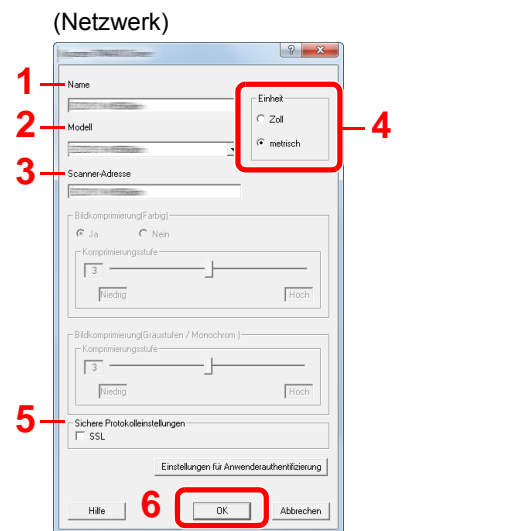 (Netzwerk)
?
1 Name
Einheit
Zoll
metrisch
4
2 Modell
3 Scanner-Adresse
Bildkomprimierung(Farbig)
Ja Nein
Komprimierungsstufe
3
Niedrig Hoch
Bildkomprimierung(Graustufen / Monochrom )
Komprimierungsstufe
3
Niedrig Hoch
5 Sichere Protokolleinstellungen
SSL
Einstellungen für Anwenderauthentifizierung
Hilfe 6 OK Abbrechen